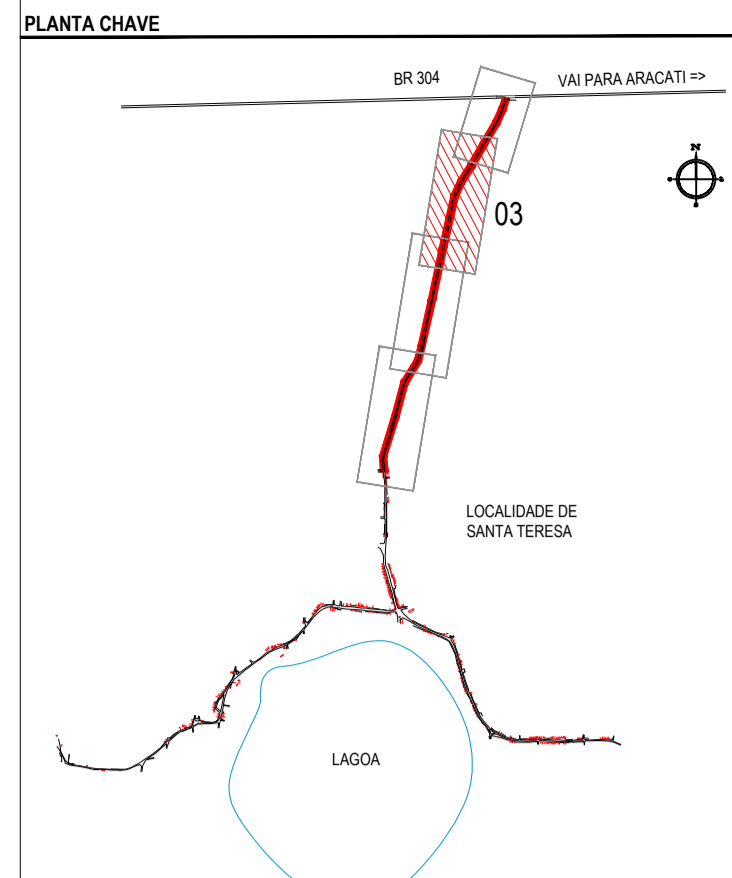 PLANTA CHAVE
BR 304
VAI PARA ARACATI =>
N
03
LOCALIDADE DE
SANTA TERESA
LAGOA